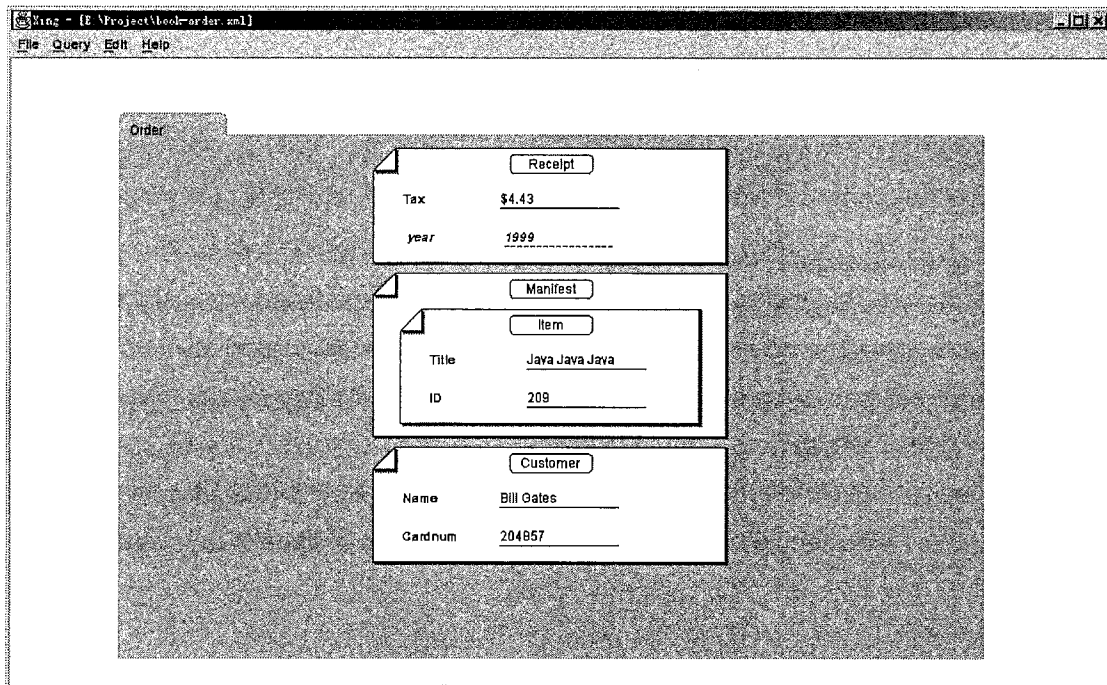 Xing - [E:\Project\book-order.xml]
File Query Edit Help
Order
Receipt
Tax $4.43
year 1999
Manifest
Item
Title Java Java Java
ID 209
Customer
Name Bill Gates
Cardnum 204857